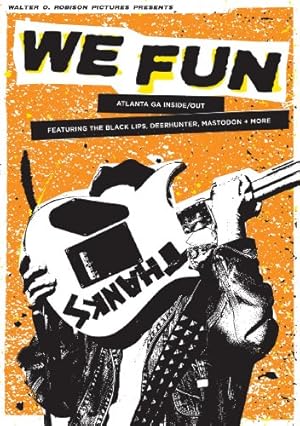 WALTER O. ROBISON PICTURES PRESENTS
WE FUN
ATLANTA GA INSIDE/OUT
FEATURING THE BLACK LIPS, DEERHUNTER, MASTODON + MORE
THANKS